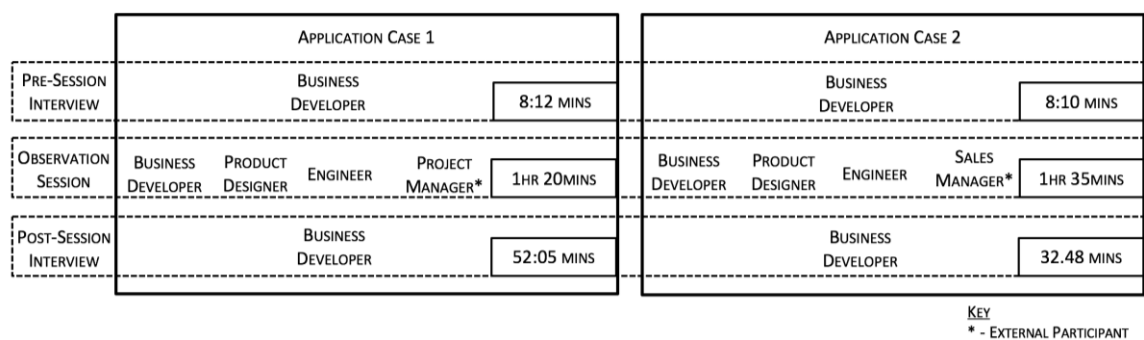 APPLICATION CASE 1
APPLICATION CASE 2
PRE-SESSION
INTERVIEW
BUSINESS
DEVELOPER
8:12 MINS
BUSINESS
DEVELOPER
8:10 MINS
OBSERVATION
SESSION
BUSINESS
DEVELOPER
PRODUCT
DESIGNER
ENGINEER
PROJECT
MANAGER*
1HR 20MINS
BUSINESS
DEVELOPER
PRODUCT
DESIGNER
ENGINEER
SALES
MANAGER*
1HR 35MINS
POST-SESSION
INTERVIEW
BUSINESS
DEVELOPER
52:05 MINS
BUSINESS
DEVELOPER
32.48 MINS
KEY
* - EXTERNAL PARTICIPANT